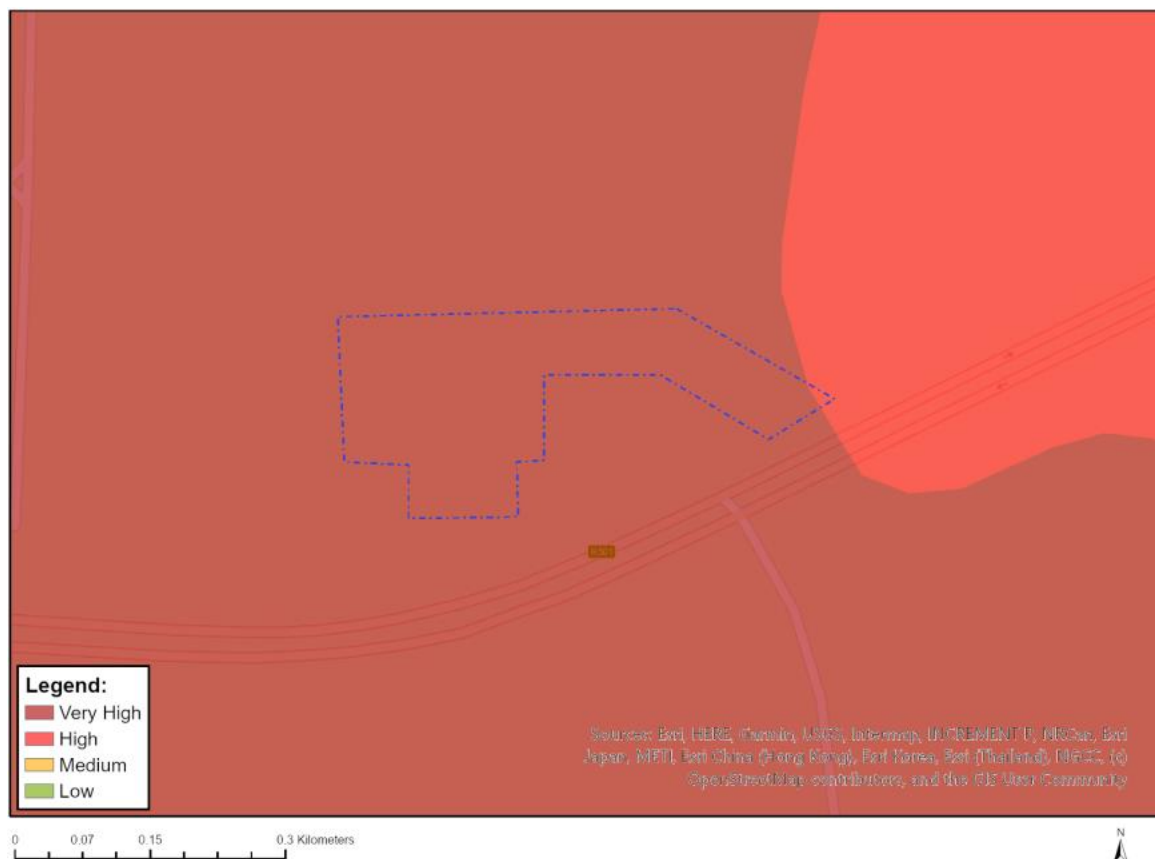 Legend:
Very High
High
Medium
Low
Sources: Esri, HERE, Garmin, USGS, Intermap, INCREMENT P, NRCan, Esri
Japan, METI, Esri China (Hong Kong), Esri Korea, Esri (Thailand), NGCC, (c)
OpenStreetMap contributors, and the GIS User Community
0 0.07 0.15 0.3 Kilometers
N